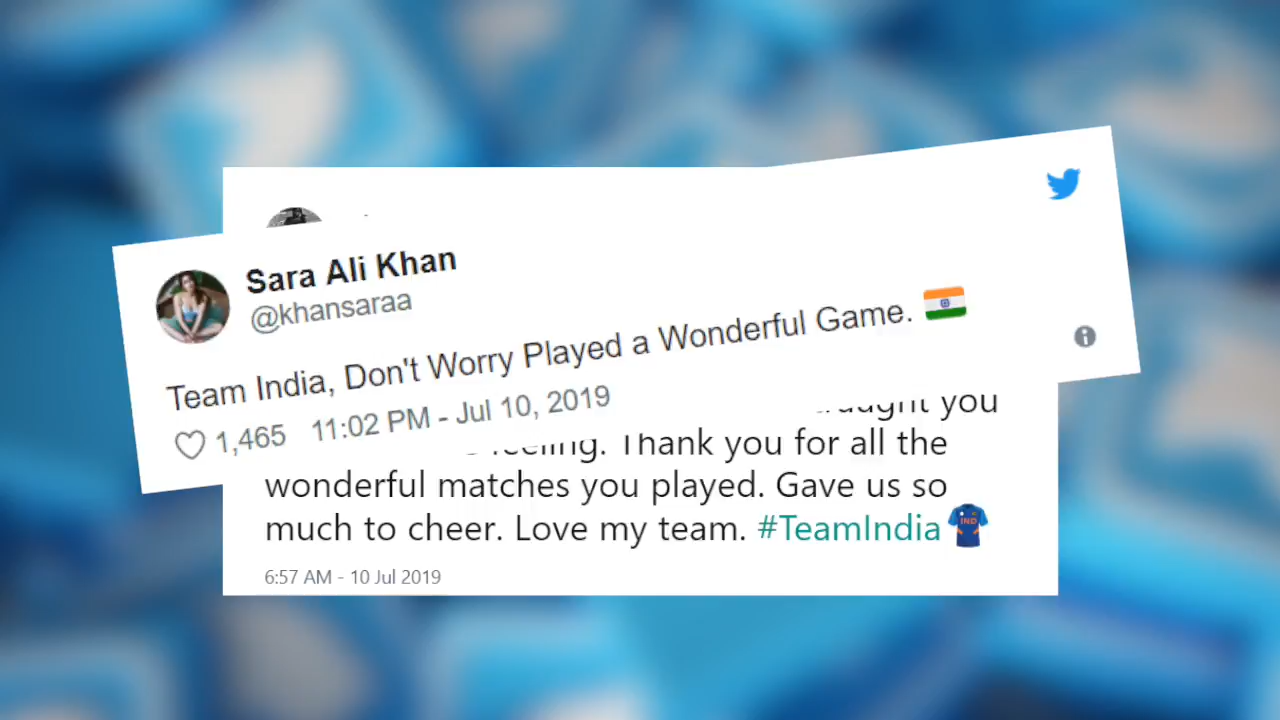 Sara Ali Khan
@khansaraa
Team India, Don't Worry Played a Wonderful Game.
1,465 11:02 PM - Jul 10, 2019
you
Thank you for all the
wonderful matches you played. Gave us so
much to cheer. Love my team. #TeamIndia
IND
6:57 AM - 10 Jul 2019